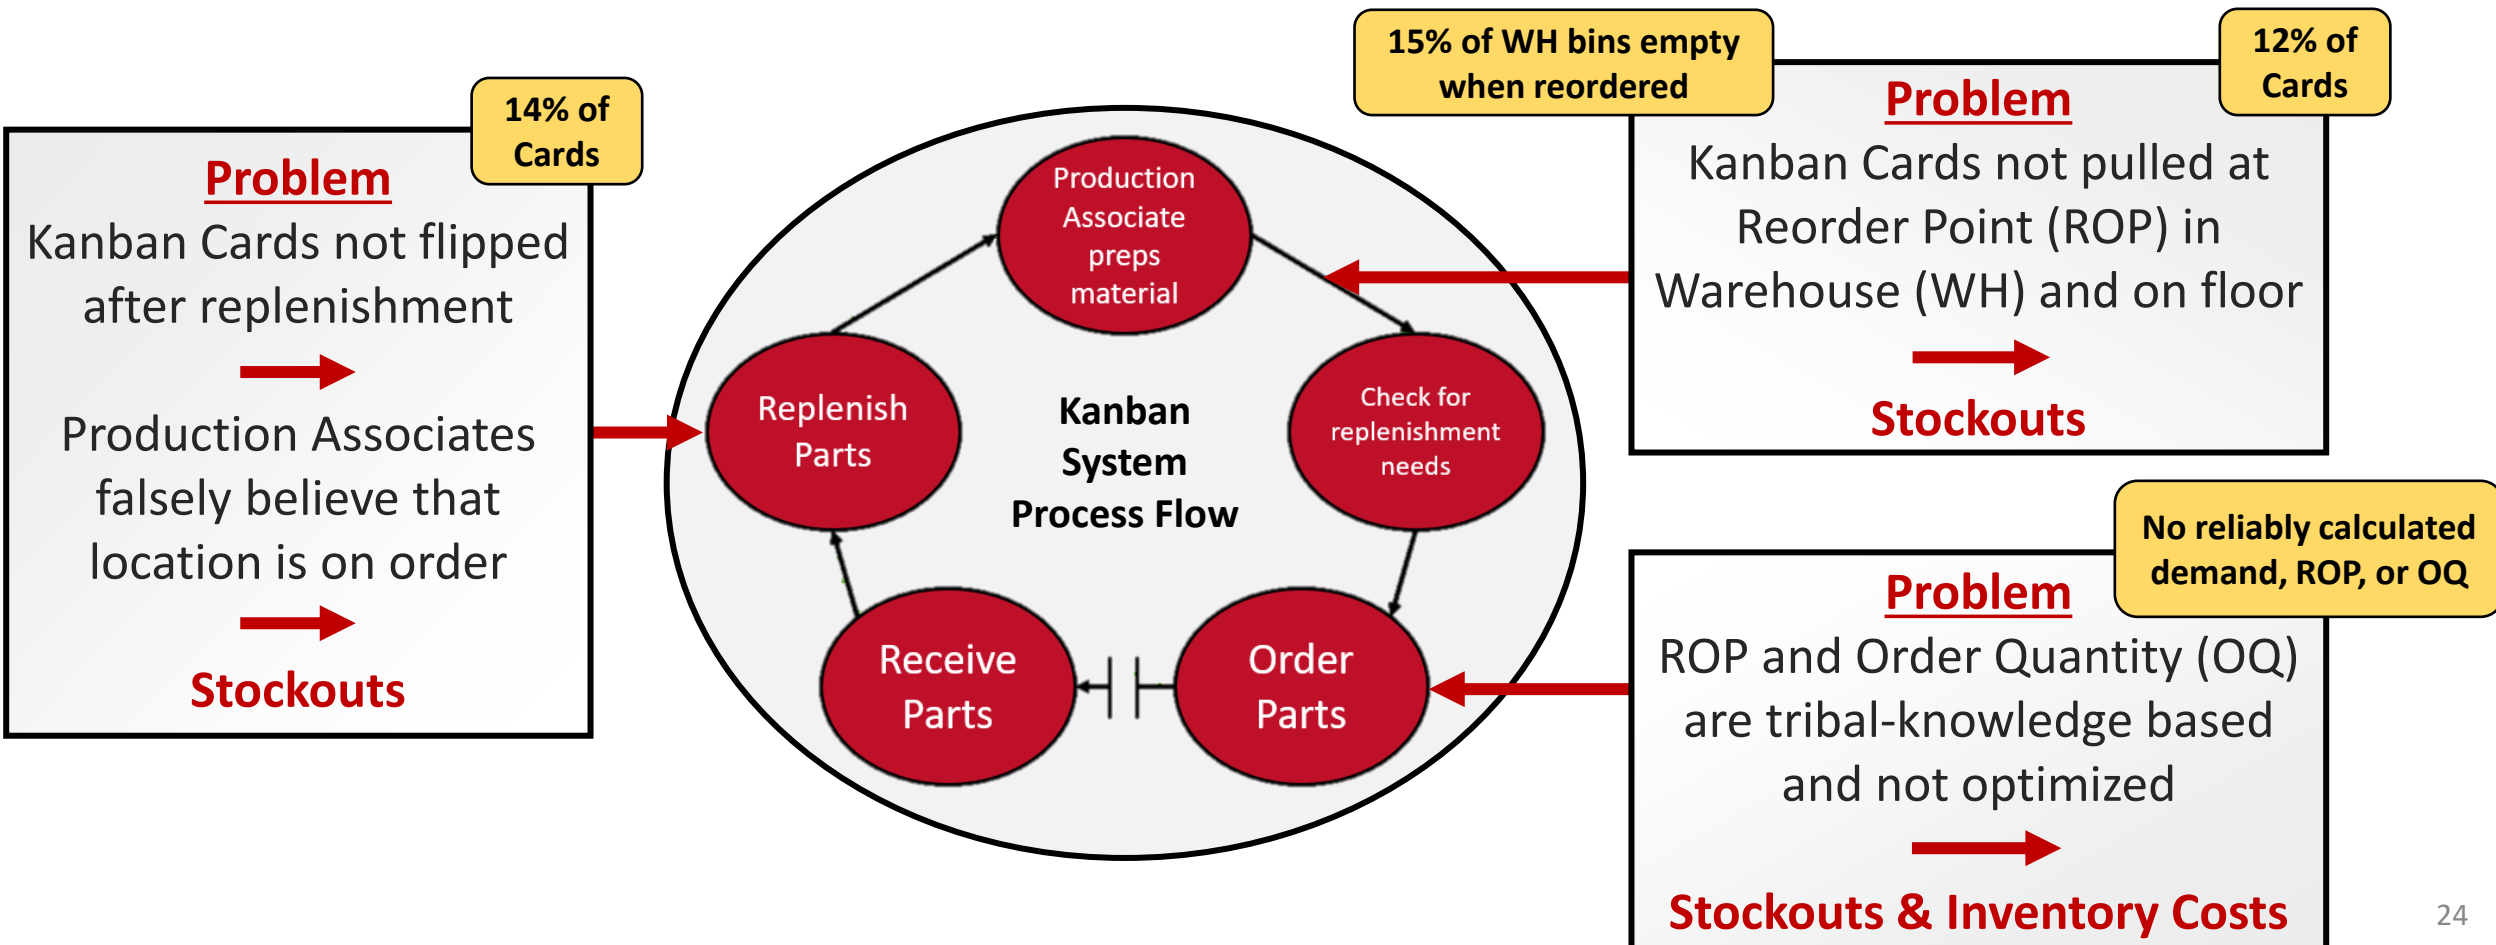 14% of
Cards
Problem
Kanban Cards not flipped
after replenishment
Production Associates
falsely believe that
location is on order
Stockouts
Production
Associate
preps
material
Check for
replenishment
needs
Order
Parts
Receive
Parts
Replenish
Parts
Kanban
System
Process Flow
15% of WH bins empty
when reordered
12% of
Cards
Problem
Kanban Cards not pulled at
Reorder Point (ROP) in
Warehouse (WH) and on floor
Stockouts
No reliably calculated
demand, ROP, or OQ
Problem
ROP and Order Quantity (OQ)
are tribal-knowledge based
and not optimized
Stockouts & Inventory Costs
24